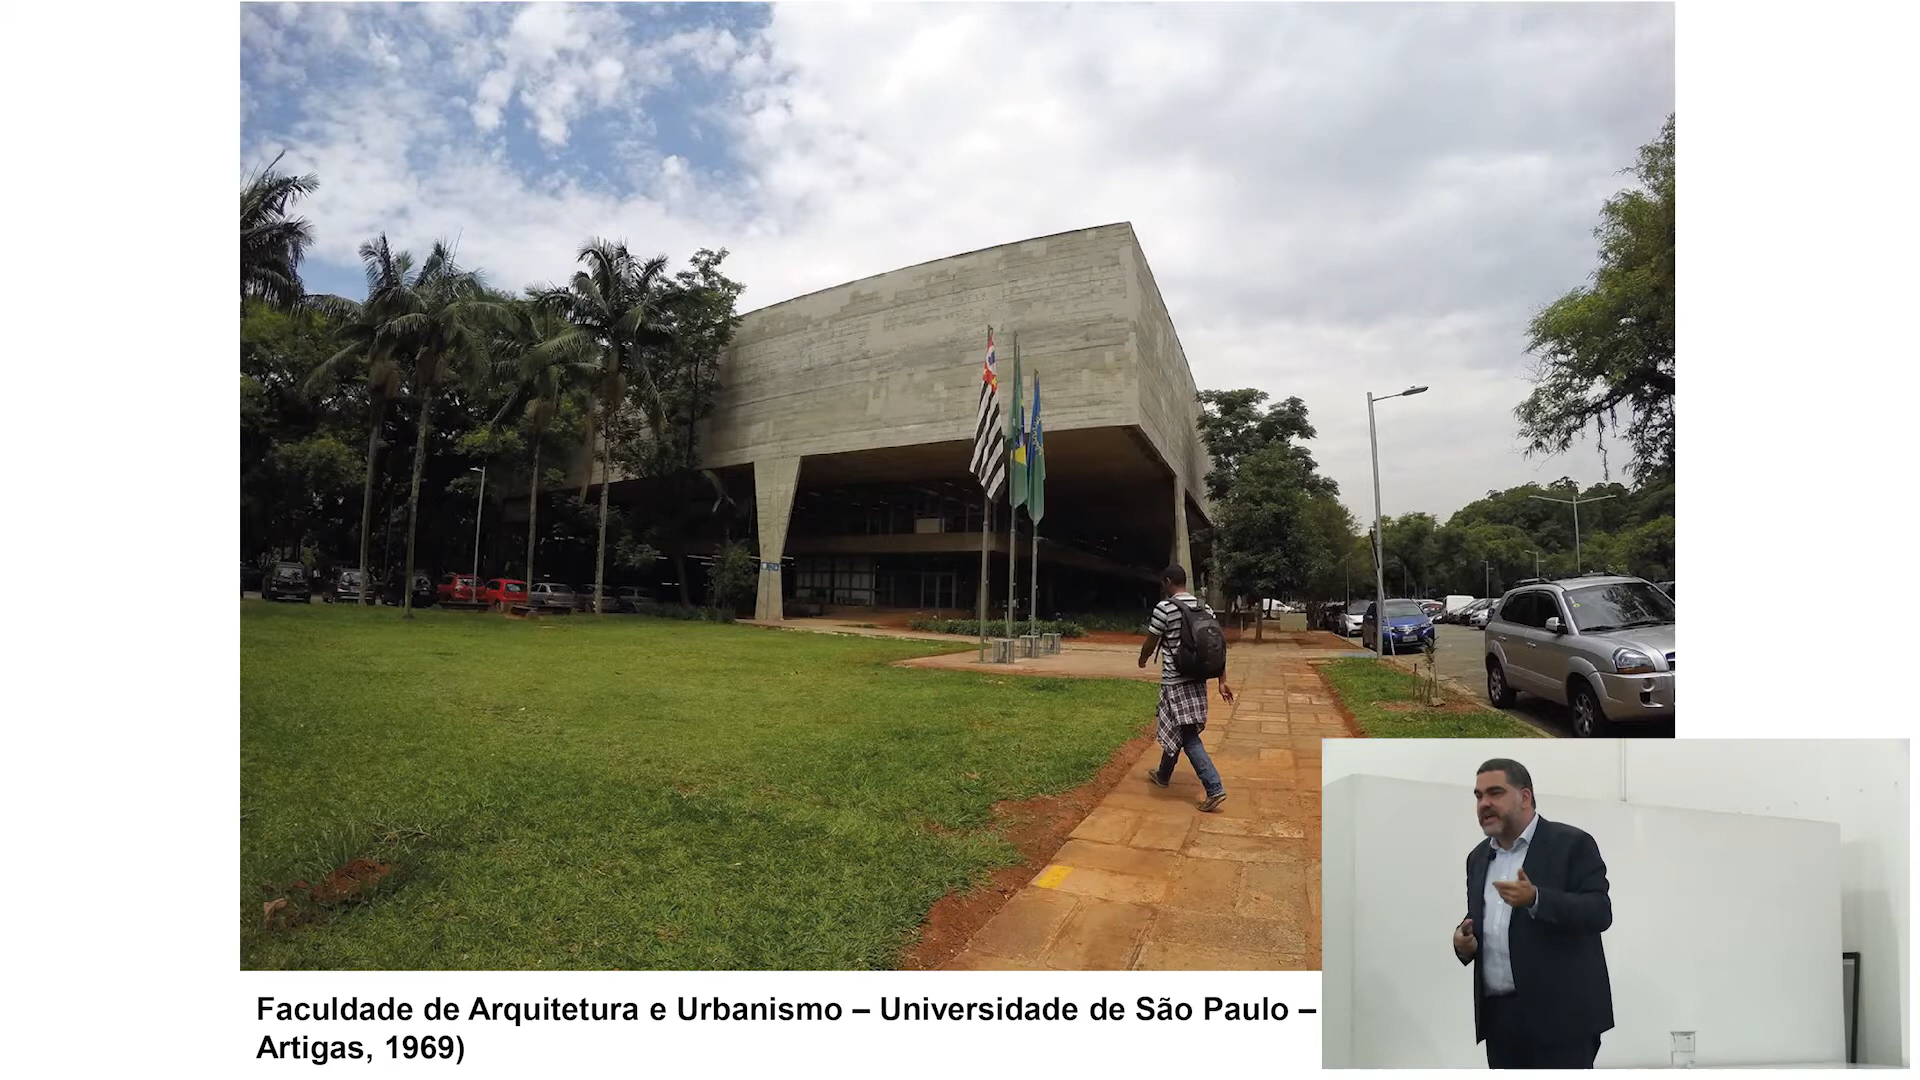 Faculdade de Arquitetura e Urbanismo – Universidade de São Paulo –
Artigas, 1969)